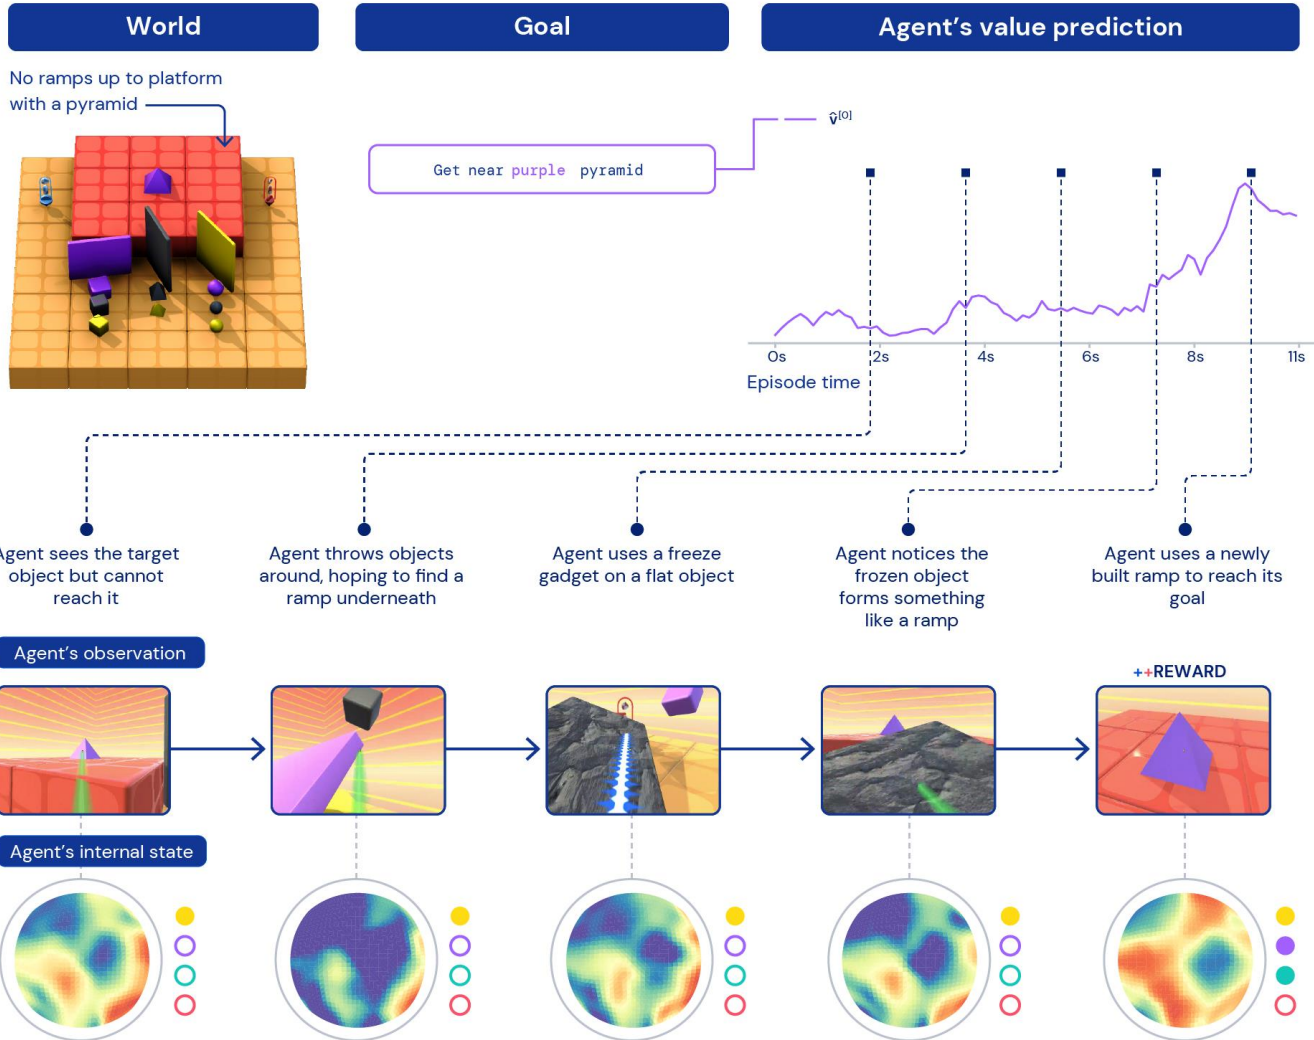 World
Goal
Agent's value prediction
No ramps up to platform
with a pyramid
v̂[0]
Get near purple pyramid
0s
2s
4s
6s
8s
11s
Episode time
Agent sees the target
object but cannot
reach it
Agent throws objects
around, hoping to find a
ramp underneath
Agent uses a freeze
gadget on a flat object
Agent notices the
frozen object
forms something
like a ramp
Agent uses a newly
built ramp to reach its
goal
Agent's observation
++REWARD
Agent's internal state